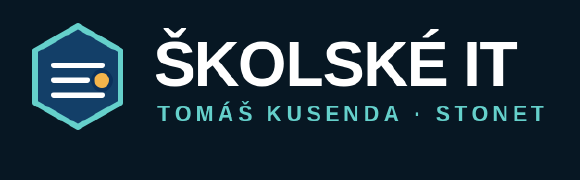 ŠKOLSKÉ IT
TOMÁŠ KUSENDA · STONET